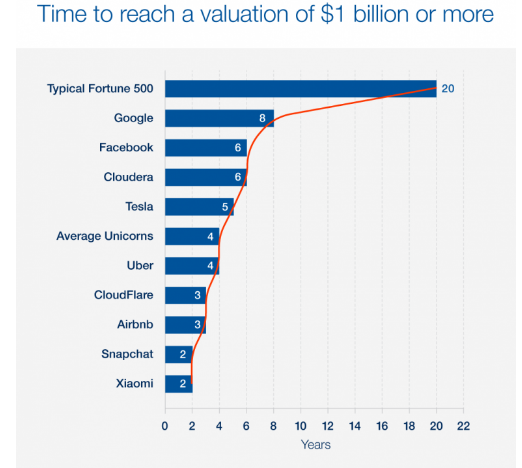 Time to reach a valuation of $1 billion or more
Typical Fortune 500 20
Google 8
Facebook 6
Cloudera 6
Tesla 5
Average Unicorns 4
Uber 4
CloudFlare 3
Airbnb 3
Snapchat 2
Xiaomi 2
0 2 4 6 8 10 12 14 16 18 20 22
Years